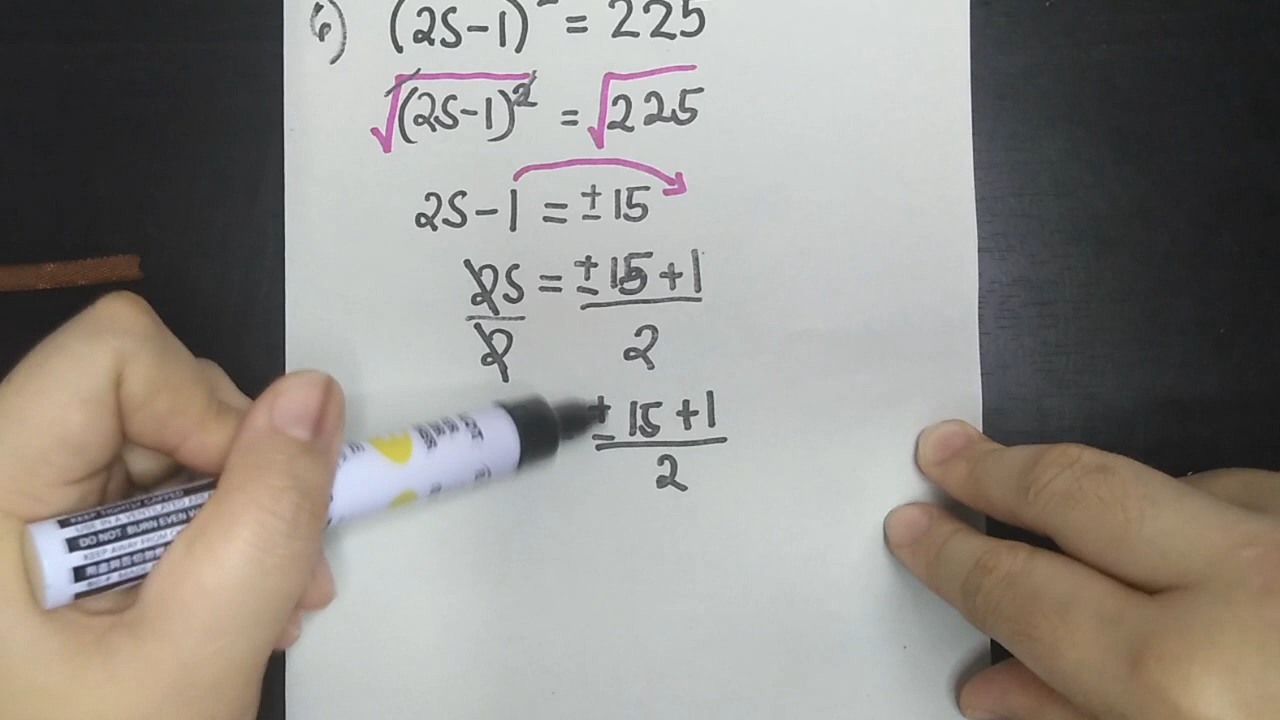 6) (2s-1)² = 225
√(2s-1)² = √225
2s-1 = ±15
2s/2 = ±15+1/2
±15+1/2
KEEP TIGHTLY CAPPED
USE IN A VENTILATED
DO NOT BURN EVEN
KEEP AWAY FROM